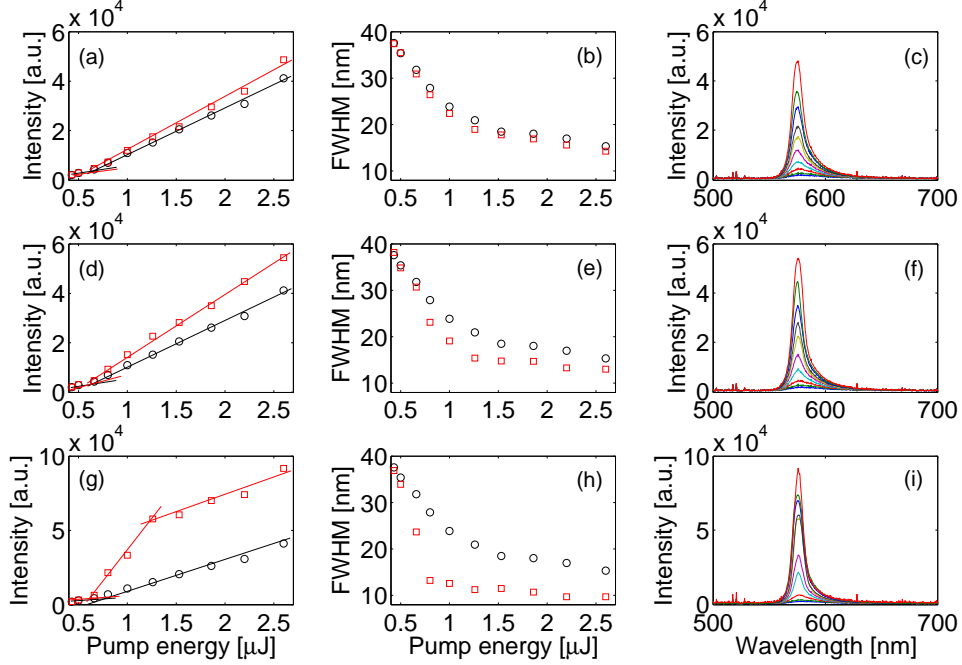 x 10^4
Intensity [a.u.]
6
4
2
0
0.5 1 1.5 2 2.5
(a)
FWHM [nm]
40
30
20
10
0.5 1 1.5 2 2.5
(b)
x 10^4
Intensity [a.u.]
6
4
2
0
500 600 700
(c)
x 10^4
Intensity [a.u.]
6
4
2
0
0.5 1 1.5 2 2.5
(d)
FWHM [nm]
40
30
20
10
0.5 1 1.5 2 2.5
(e)
x 10^4
Intensity [a.u.]
6
4
2
0
500 600 700
(f)
x 10^4
Intensity [a.u.]
10
5
0
0.5 1 1.5 2 2.5
Pump energy [μJ]
(g)
FWHM [nm]
40
30
20
10
0.5 1 1.5 2 2.5
Pump energy [μJ]
(h)
x 10^4
Intensity [a.u.]
10
5
0
500 600 700
Wavelength [nm]
(i)